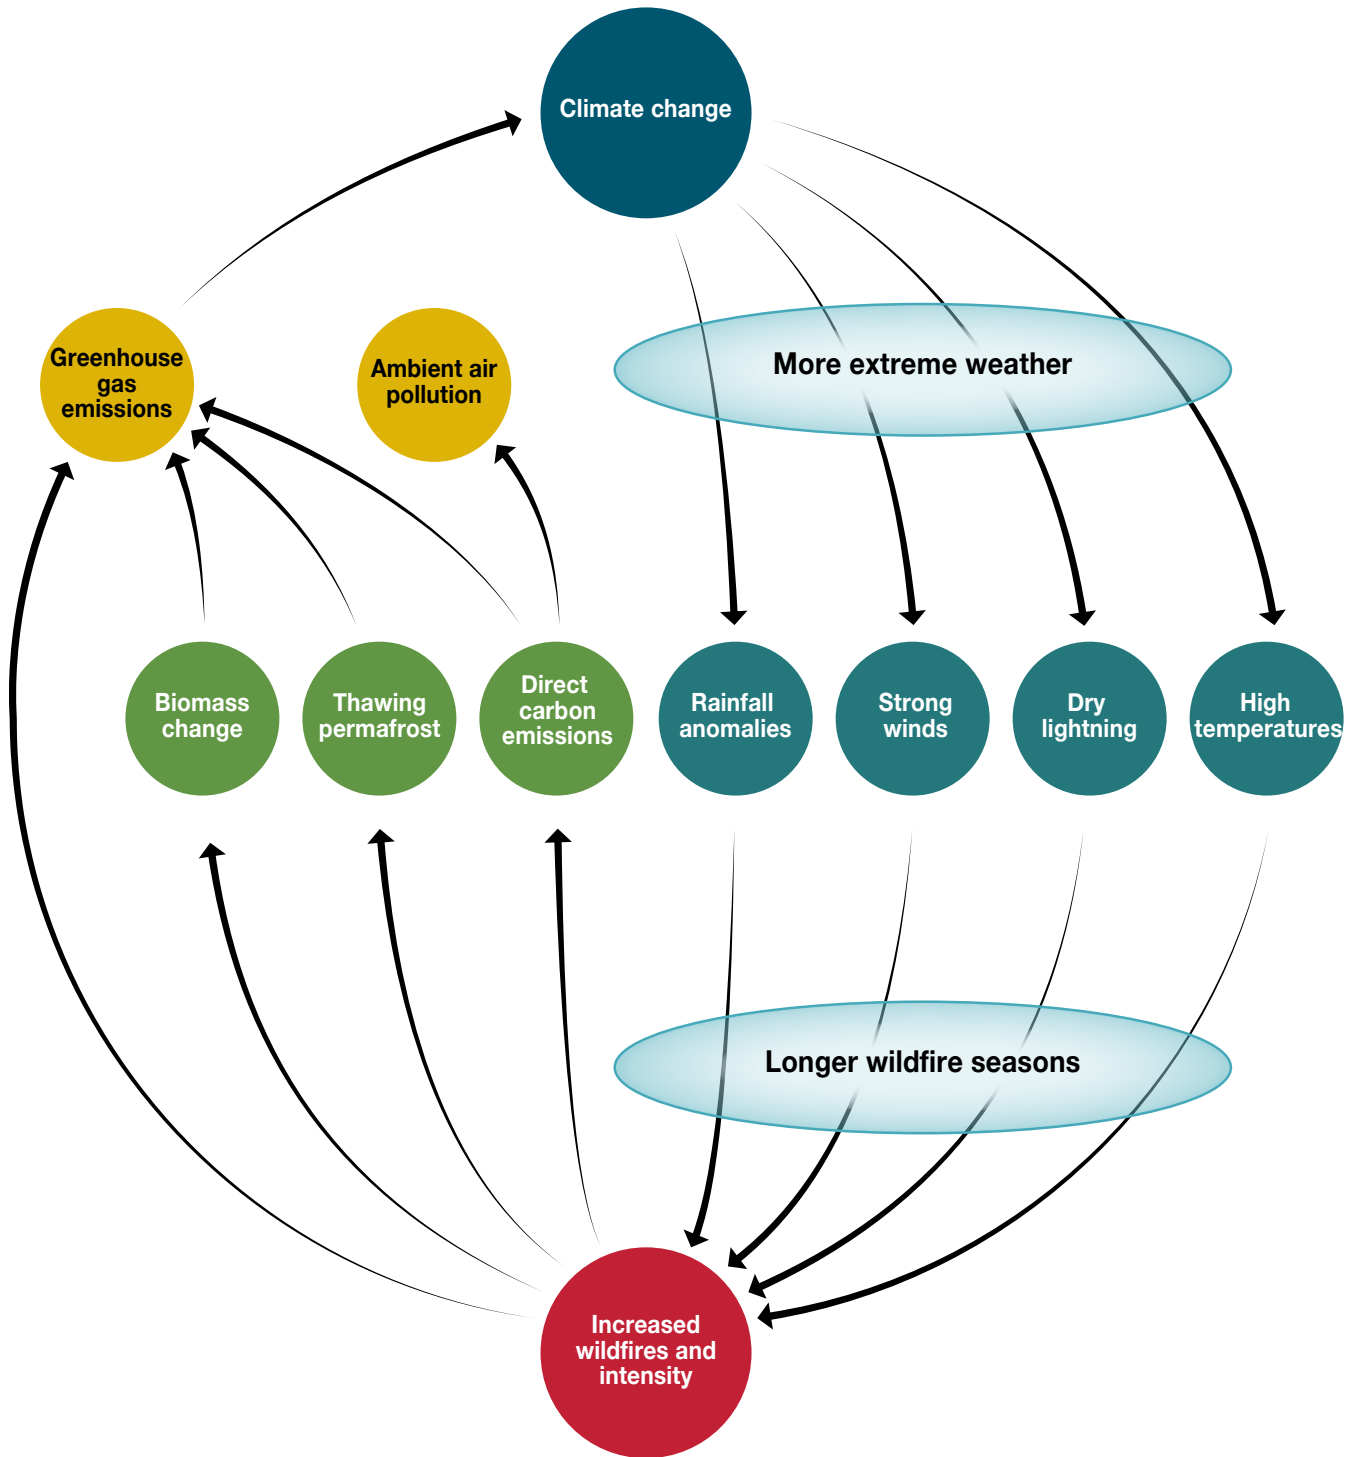 Climate change
Greenhouse
gas
emissions
Ambient air
pollution
More extreme weather
Biomass
change
Thawing
permafrost
Direct
carbon
emissions
Rainfall
anomalies
Strong
winds
Dry
lightning
High
temperatures
Longer wildfire seasons
Increased
wildfires and
intensity